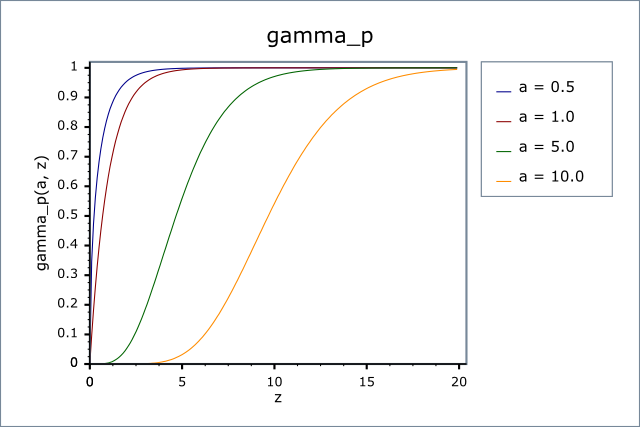 gamma_p
1
0.9
0.8
0.7
0.6
0.5
0.4
0.3
0.2
0.1
0
gamma_p(a, z)
0 5 10 15 20
z
a = 0.5
a = 1.0
a = 5.0
a = 10.0